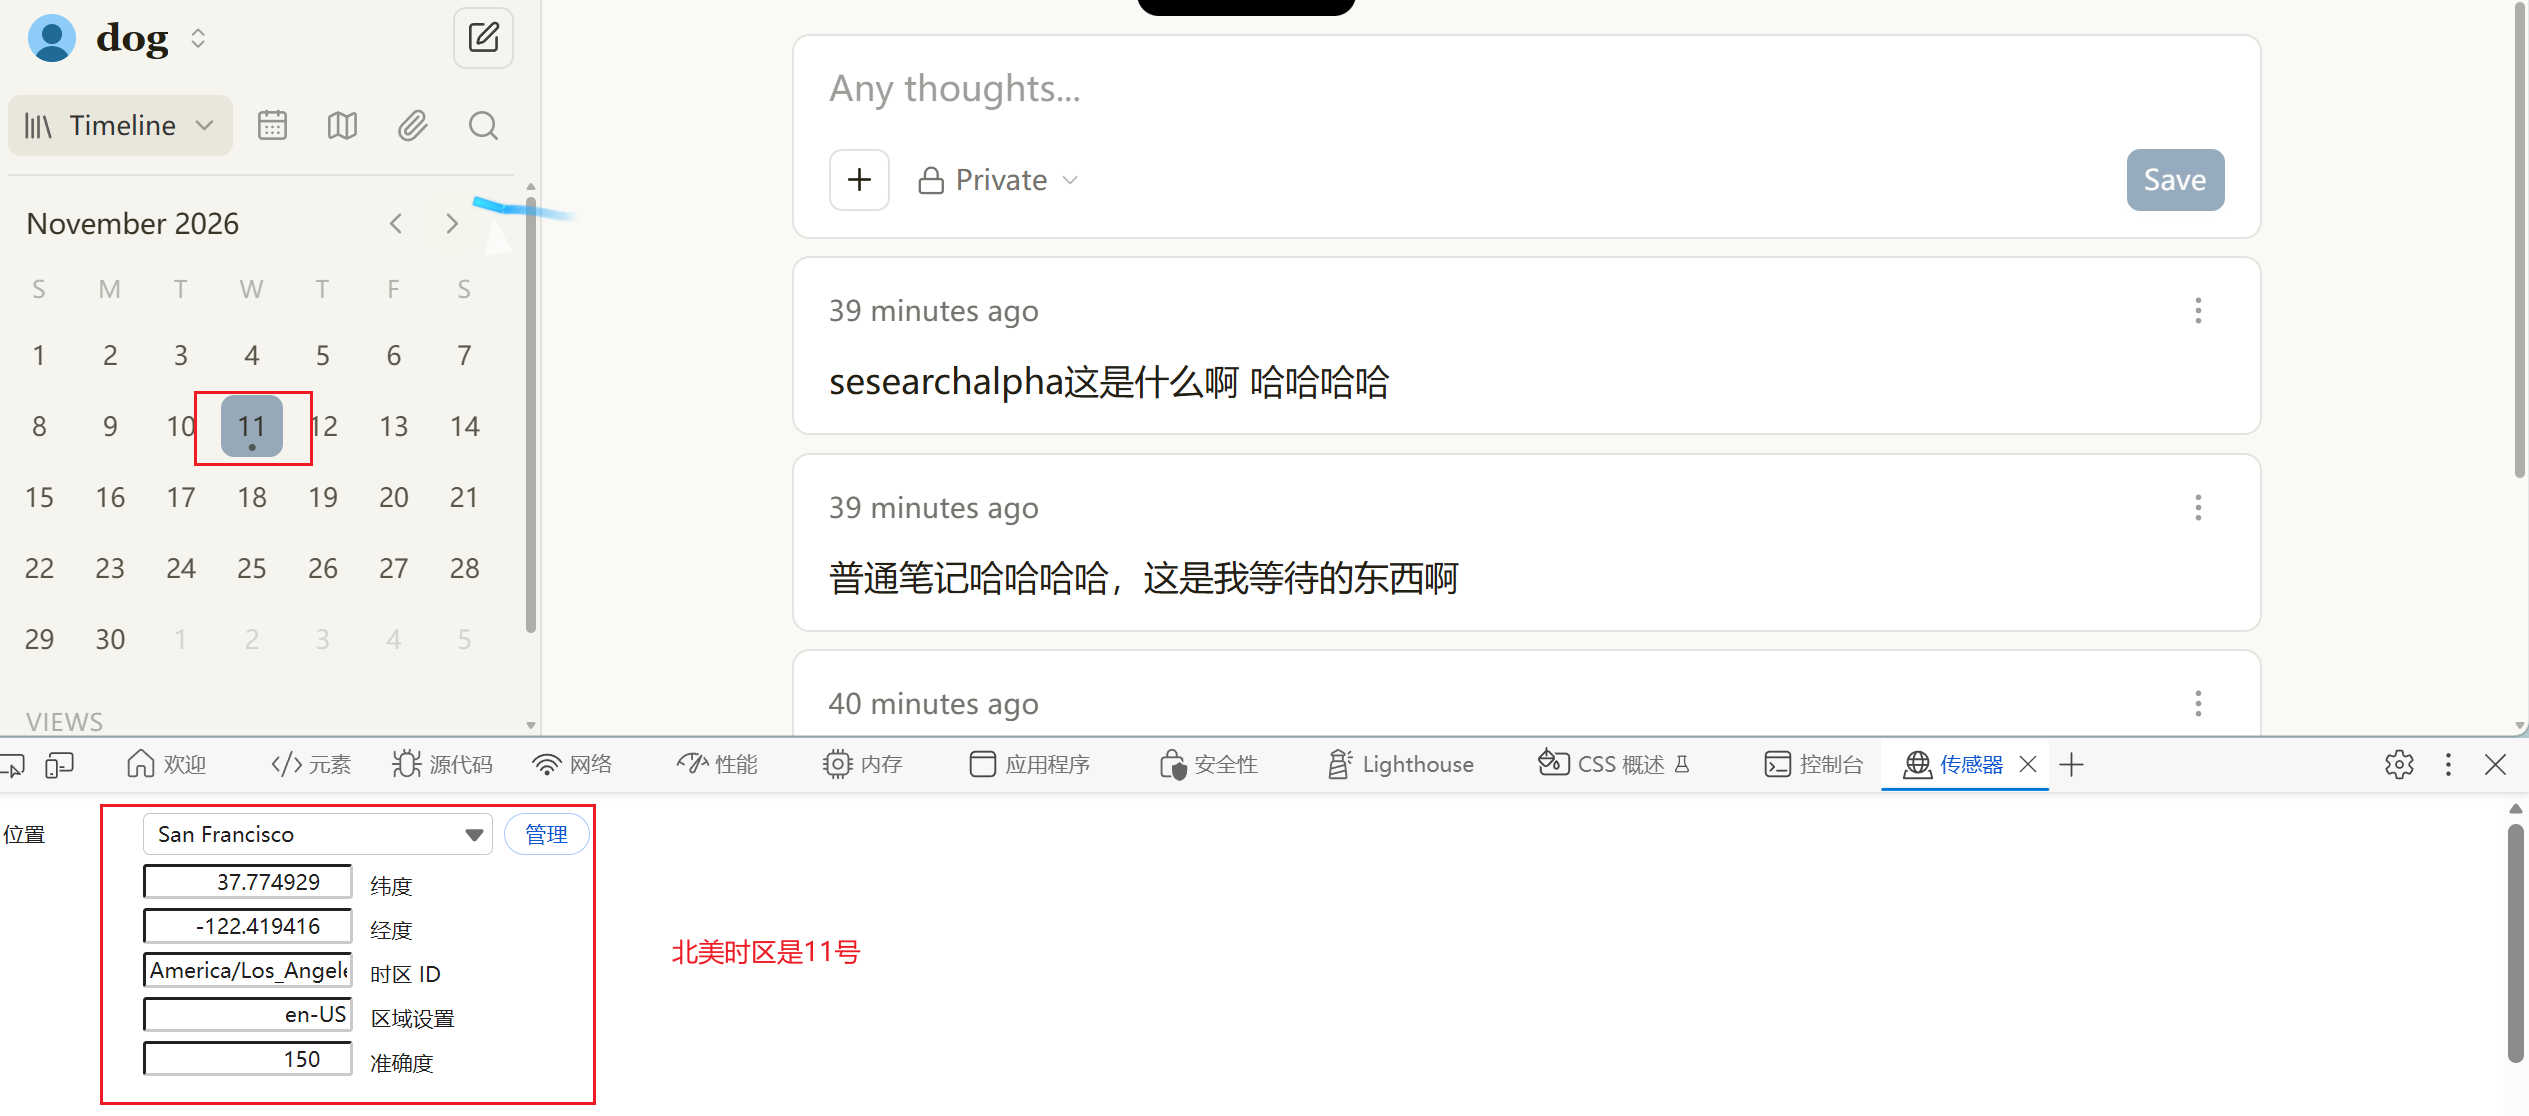 dog
Timeline
November 2026
S M T W T F S
1 2 3 4 5 6 7
8 9 10 11 12 13 14
15 16 17 18 19 20 21
22 23 24 25 26 27 28
29 30 1 2 3 4 5
VIEWS
Any thoughts...
Private
Save
39 minutes ago
sesearchalpha这是什么啊 哈哈哈哈
39 minutes ago
普通笔记哈哈哈哈，这是我等待的东西啊
40 minutes ago
欢迎 元素 源代码 网络 性能 内存 应用程序 安全性 Lighthouse CSS 概述 控制台 传感器
位置
San Francisco 管理
37.774929 纬度
-122.419416 经度
America/Los_Angele 时区 ID
en-US 区域设置
150 准确度
北美时区是11号